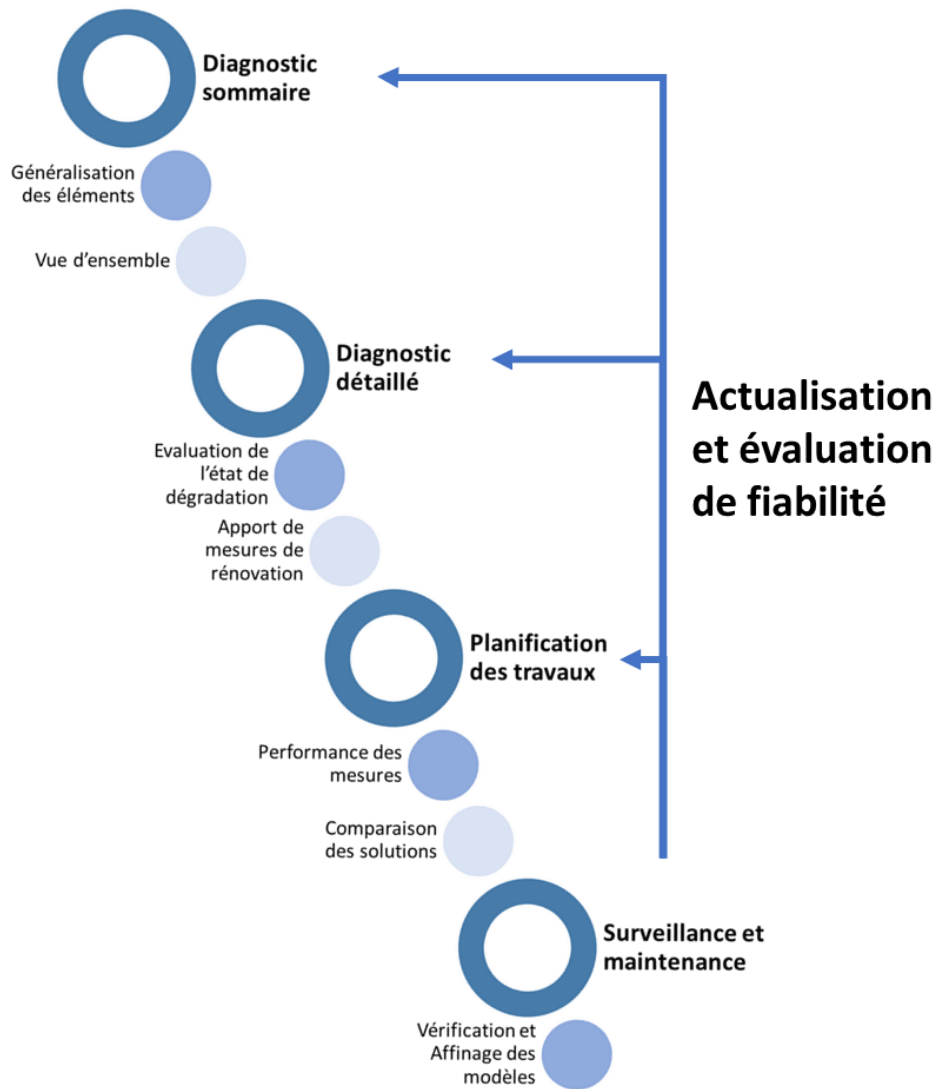 Diagnostic
sommaire
Généralisation
des éléments
Vue d'ensemble
Diagnostic
détaillé
Evaluation de
l'état de
dégradation
Apport de
mesures de
rénovation
Actualisation
et évaluation
de fiabilité
Planification
des travaux
Performance des
mesures
Comparaison
des solutions
Surveillance et
maintenance
Vérification et
Affinage des
modèles